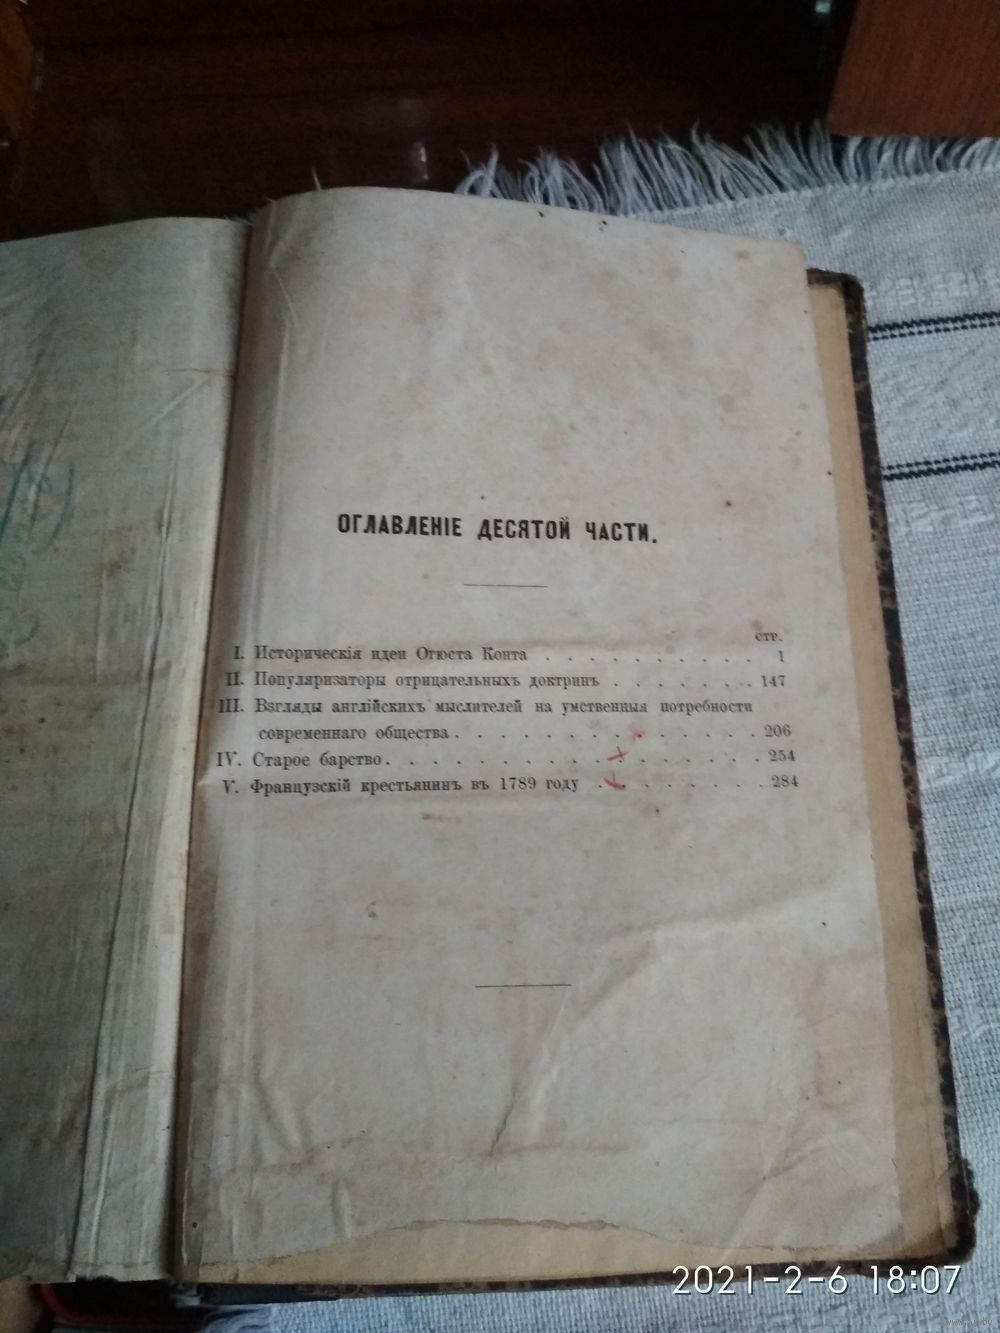 ОГЛАВЛЕНІЕ ДЕСЯТОЙ ЧАСТИ.
стр.
I. Историческія идеи Огюста Конта . . . . . . . . . . 1
II. Популяризаторы отрицательныхъ доктринъ . . . . . . . 147
III. Взгляды англійскихъ мыслителей на умственныя потребности
современнаго общества . . . . . . . . . . . . . 206
IV. Старое барство . . . . . . . . . . . . . . . . 254
V. Французскій крестьянинъ въ 1789 году . . . . . . . . 284
2021-2-6 18:07